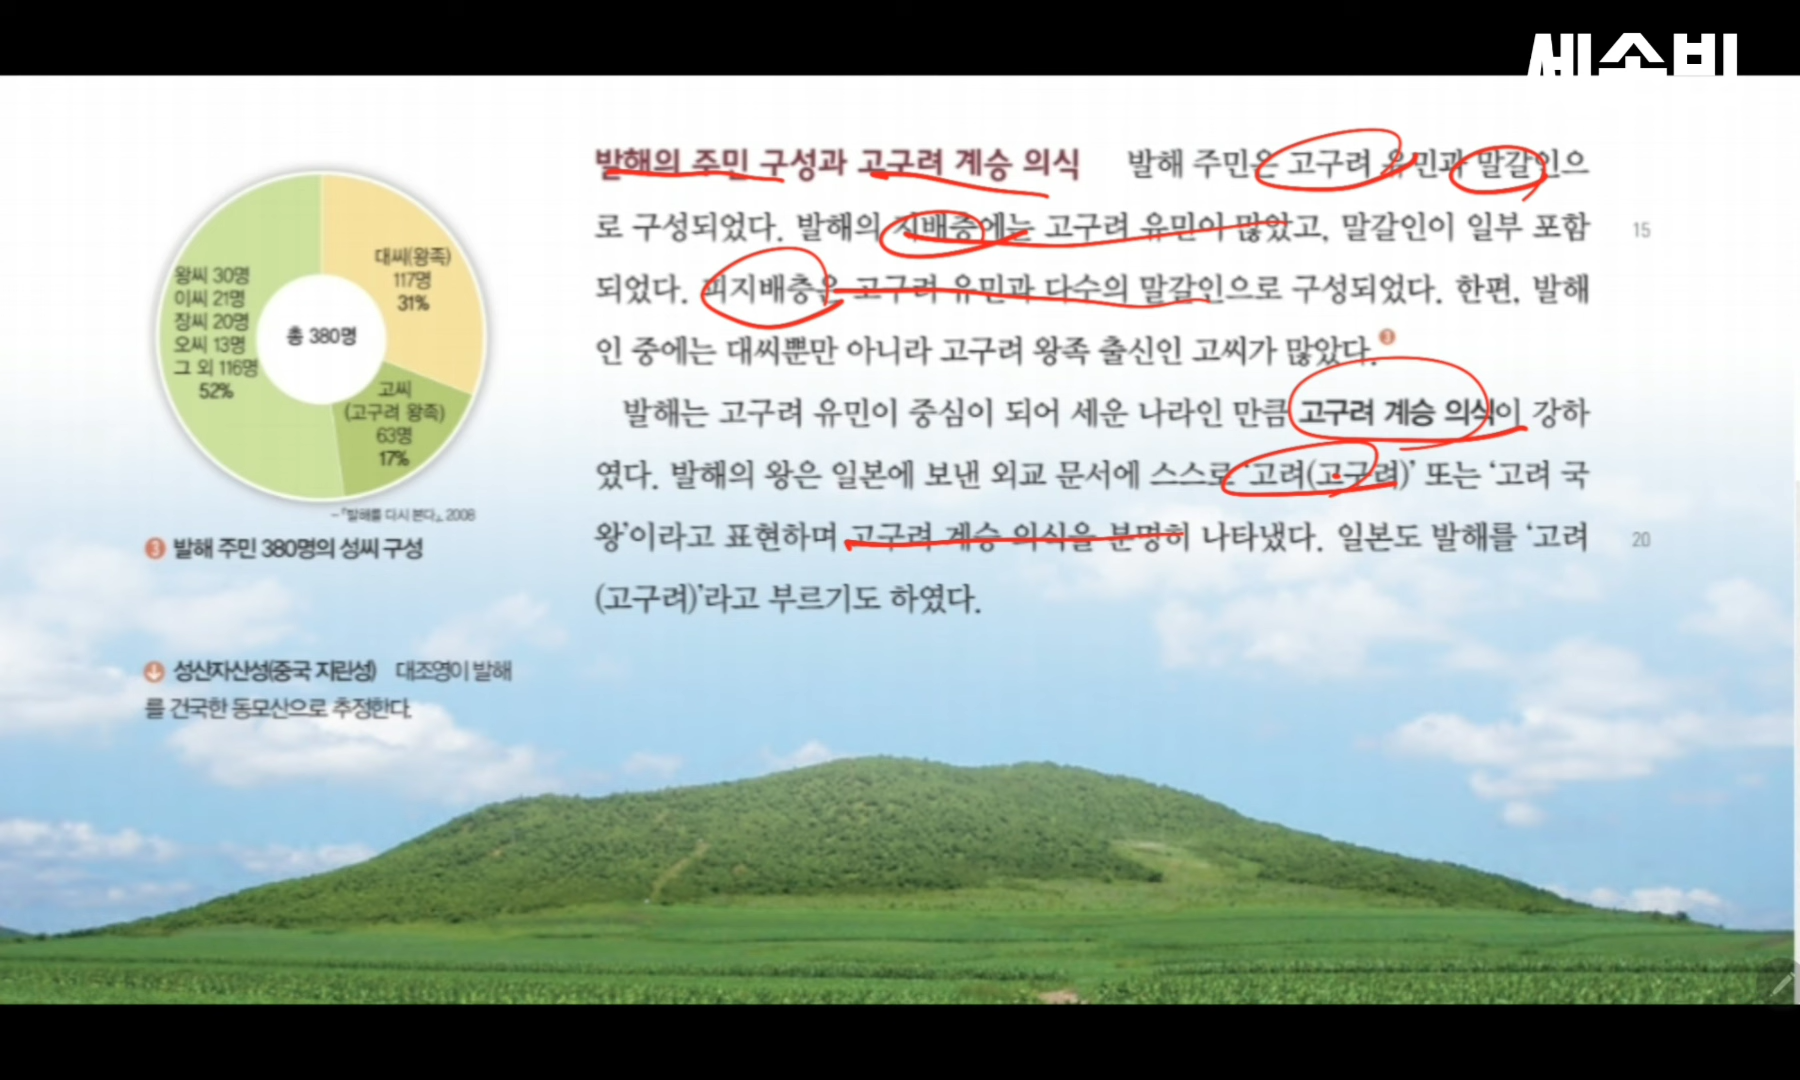 세소비
발해의 주민 구성과 고구려 계승 의식 발해 주민은 고구려 유민과 말갈인으
로 구성되었다. 발해의 지배층에는 고구려 유민이 많았고, 말갈인이 일부 포함
15
되었다. 피지배층은 고구려 유민과 다수의 말갈인으로 구성되었다. 한편, 발해
인 중에는 대씨뿐만 아니라 고구려 왕족 출신인 고씨가 많았다.3
발해는 고구려 유민이 중심이 되어 세운 나라인 만큼 고구려 계승 의식이 강하
였다. 발해의 왕은 일본에 보낸 외교 문서에 스스로 ‘고려(고구려)’ 또는 ‘고려 국
왕’이라고 표현하며 고구려 계승 의식을 분명히 나타냈다. 일본도 발해를 ‘고려
20
(고구려)’라고 부르기도 하였다.
대씨(왕족)
117명
31%
왕씨 30명
이씨 21명
장씨 20명
오씨 13명
그 외 116명
52%
총 380명
고씨
(고구려 왕족)
63명
17%
-『발해를 다시 본다』, 2008
3 발해 주민 380명의 성씨 구성
성산자산성(중국 지린성) 대조영이 발해
를 건국한 동모산으로 추정한다.